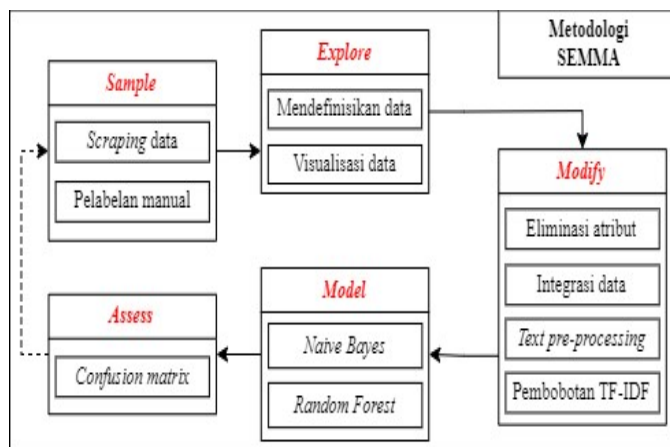 Metodologi
SEMMA
Sample
Scraping data
Pelabelan manual
Explore
Mendefinisikan data
Visualisasi data
Modify
Eliminasi atribut
Integrasi data
Text pre-processing
Pembobotan TF-IDF
Model
Naive Bayes
Random Forest
Assess
Confusion matrix